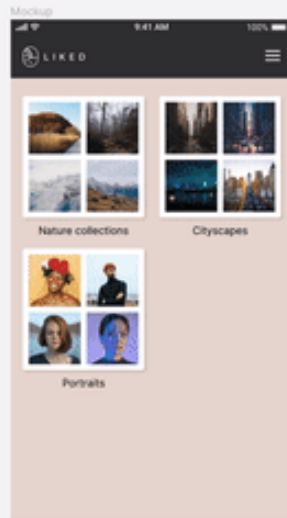 Mockup
9:41 AM
100%
LIKED
Nature collections
Cityscapes
Portraits